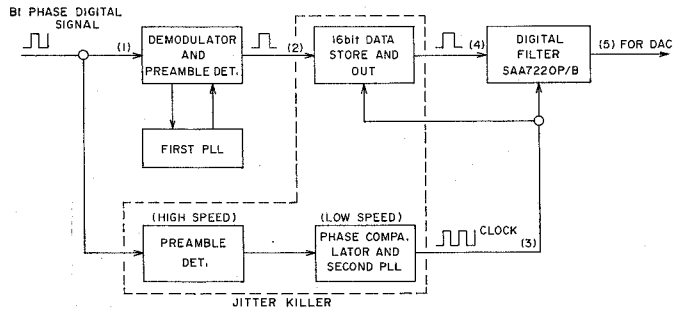 BI PHASE DIGITAL
SIGNAL
(1)
DEMODULATOR
AND
PREAMBLE DET.
(2)
16bit DATA
STORE AND
OUT
(4)
DIGITAL
FILTER
SAA7220P/B
(5) FOR DAC
FIRST PLL
(HIGH SPEED)
PREAMBLE
DET.
(LOW SPEED)
PHASE COMPA.
LATOR AND
SECOND PLL
CLOCK
(3)
JITTER KILLER